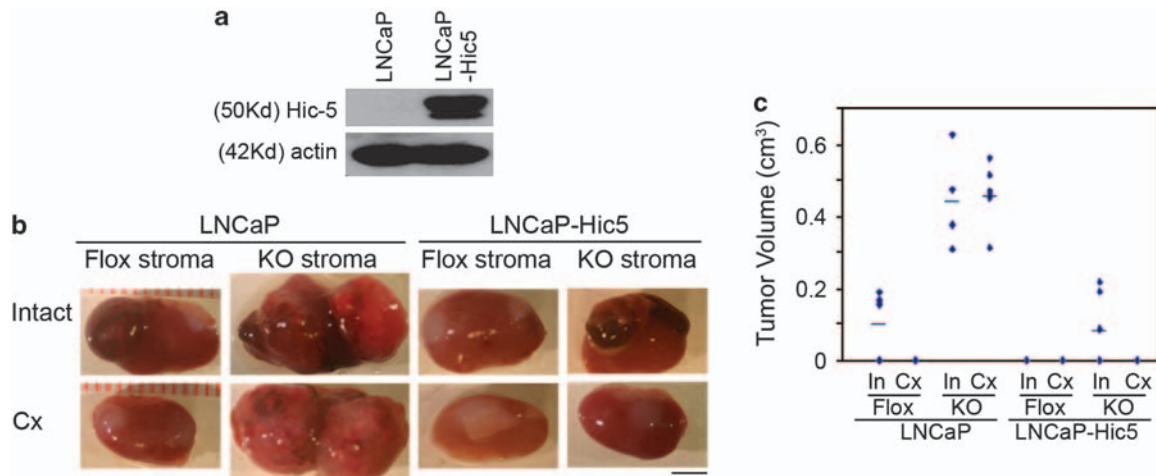 a
LNCaP
LNCaP
-Hic5
(50Kd) Hic-5
(42Kd) actin
b
LNCaP
LNCaP-Hic5
Flox stroma
KO stroma
Flox stroma
KO stroma
Intact
Cx
c
Tumor Volume (cm³)
0.6
0.4
0.2
0
In Cx
In Cx
In Cx
In Cx
Flox
KO
Flox
KO
LNCaP
LNCaP-Hic5